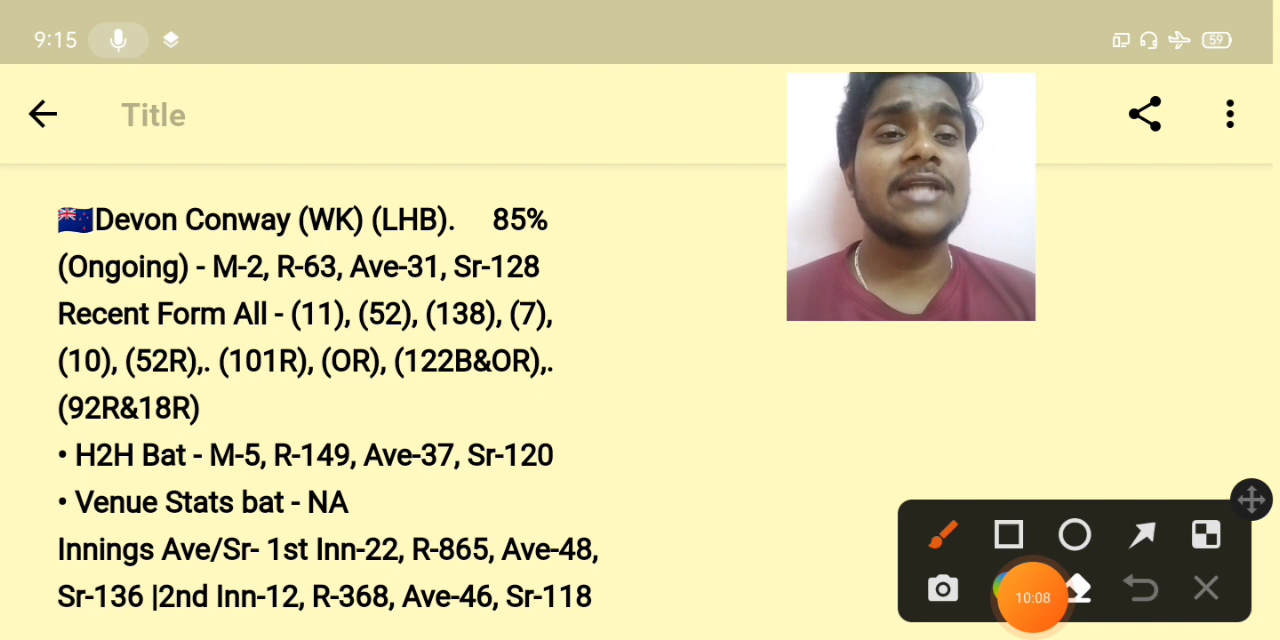 9:15
59
Title
Devon Conway (WK) (LHB). 85%
(Ongoing) - M-2, R-63, Ave-31, Sr-128
Recent Form All - (11), (52), (138), (7),
(10), (52R),. (101R), (OR), (122B&OR),.
(92R&18R)
• H2H Bat - M-5, R-149, Ave-37, Sr-120
• Venue Stats bat - NA
Innings Ave/Sr- 1st Inn-22, R-865, Ave-48,
Sr-136 |2nd Inn-12, R-368, Ave-46, Sr-118
10:08